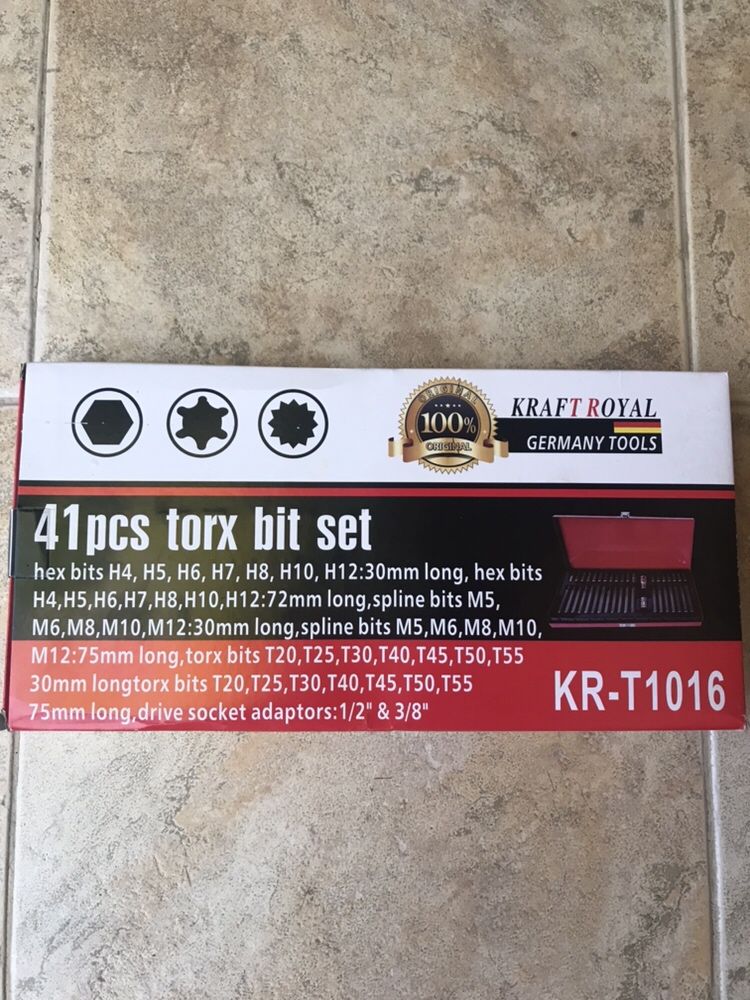 ORIGINAL
100%
ORIGINAL
KRAFT ROYAL
GERMANY TOOLS
41pcs torx bit set
hex bits H4, H5, H6, H7, H8, H10, H12:30mm long, hex bits
H4,H5,H6,H7,H8,H10,H12:72mm long,spline bits M5,
M6,M8,M10,M12:30mm long,spline bits M5,M6,M8,M10,
M12:75mm long,torx bits T20,T25,T30,T40,T45,T50,T55
30mm longtorx bits T20,T25,T30,T40,T45,T50,T55
75mm long,drive socket adaptors:1/2" & 3/8"
KR-T1016